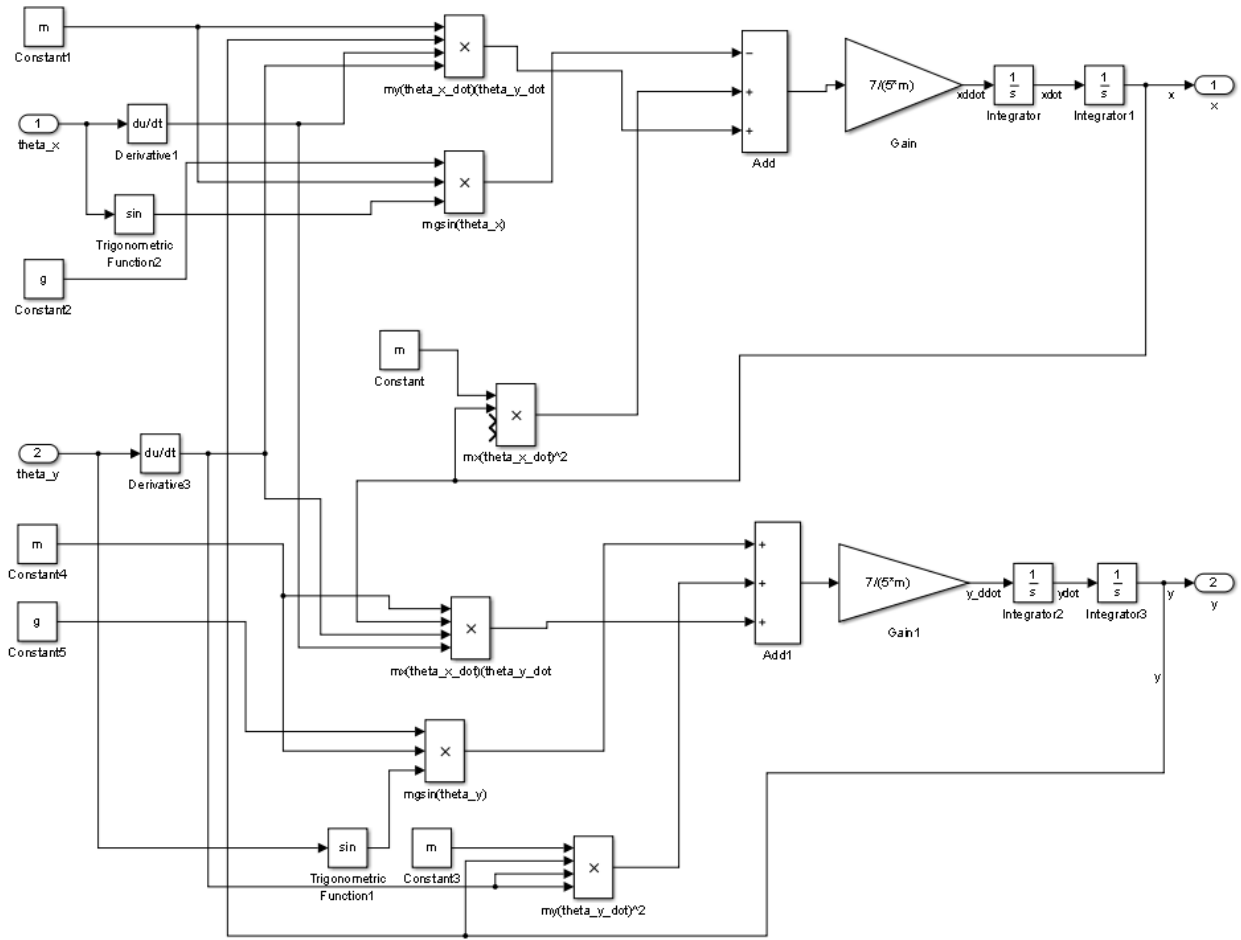 m
Constant1
×
my(theta_x_dot)(theta_y_dot
1
theta_x
du/dt
Derivative1
sin
Trigonometric
Function2
g
Constant2
×
mgsin(theta_x)
−
+
+
Add
7/(5*m)
Gain
xddot
1
s
Integrator
xdot
1
s
Integrator1
x
1
x
m
Constant
×
mx(theta_x_dot)^2
2
theta_y
du/dt
Derivative3
m
Constant4
g
Constant5
×
mx(theta_x_dot)(theta_y_dot
+
+
+
Add1
7/(5*m)
Gain1
y_ddot
1
s
Integrator2
ydot
1
s
Integrator3
y
2
y
y
×
mgsin(theta_y)
sin
Trigonometric
Function1
m
Constant3
×
my(theta_y_dot)^2